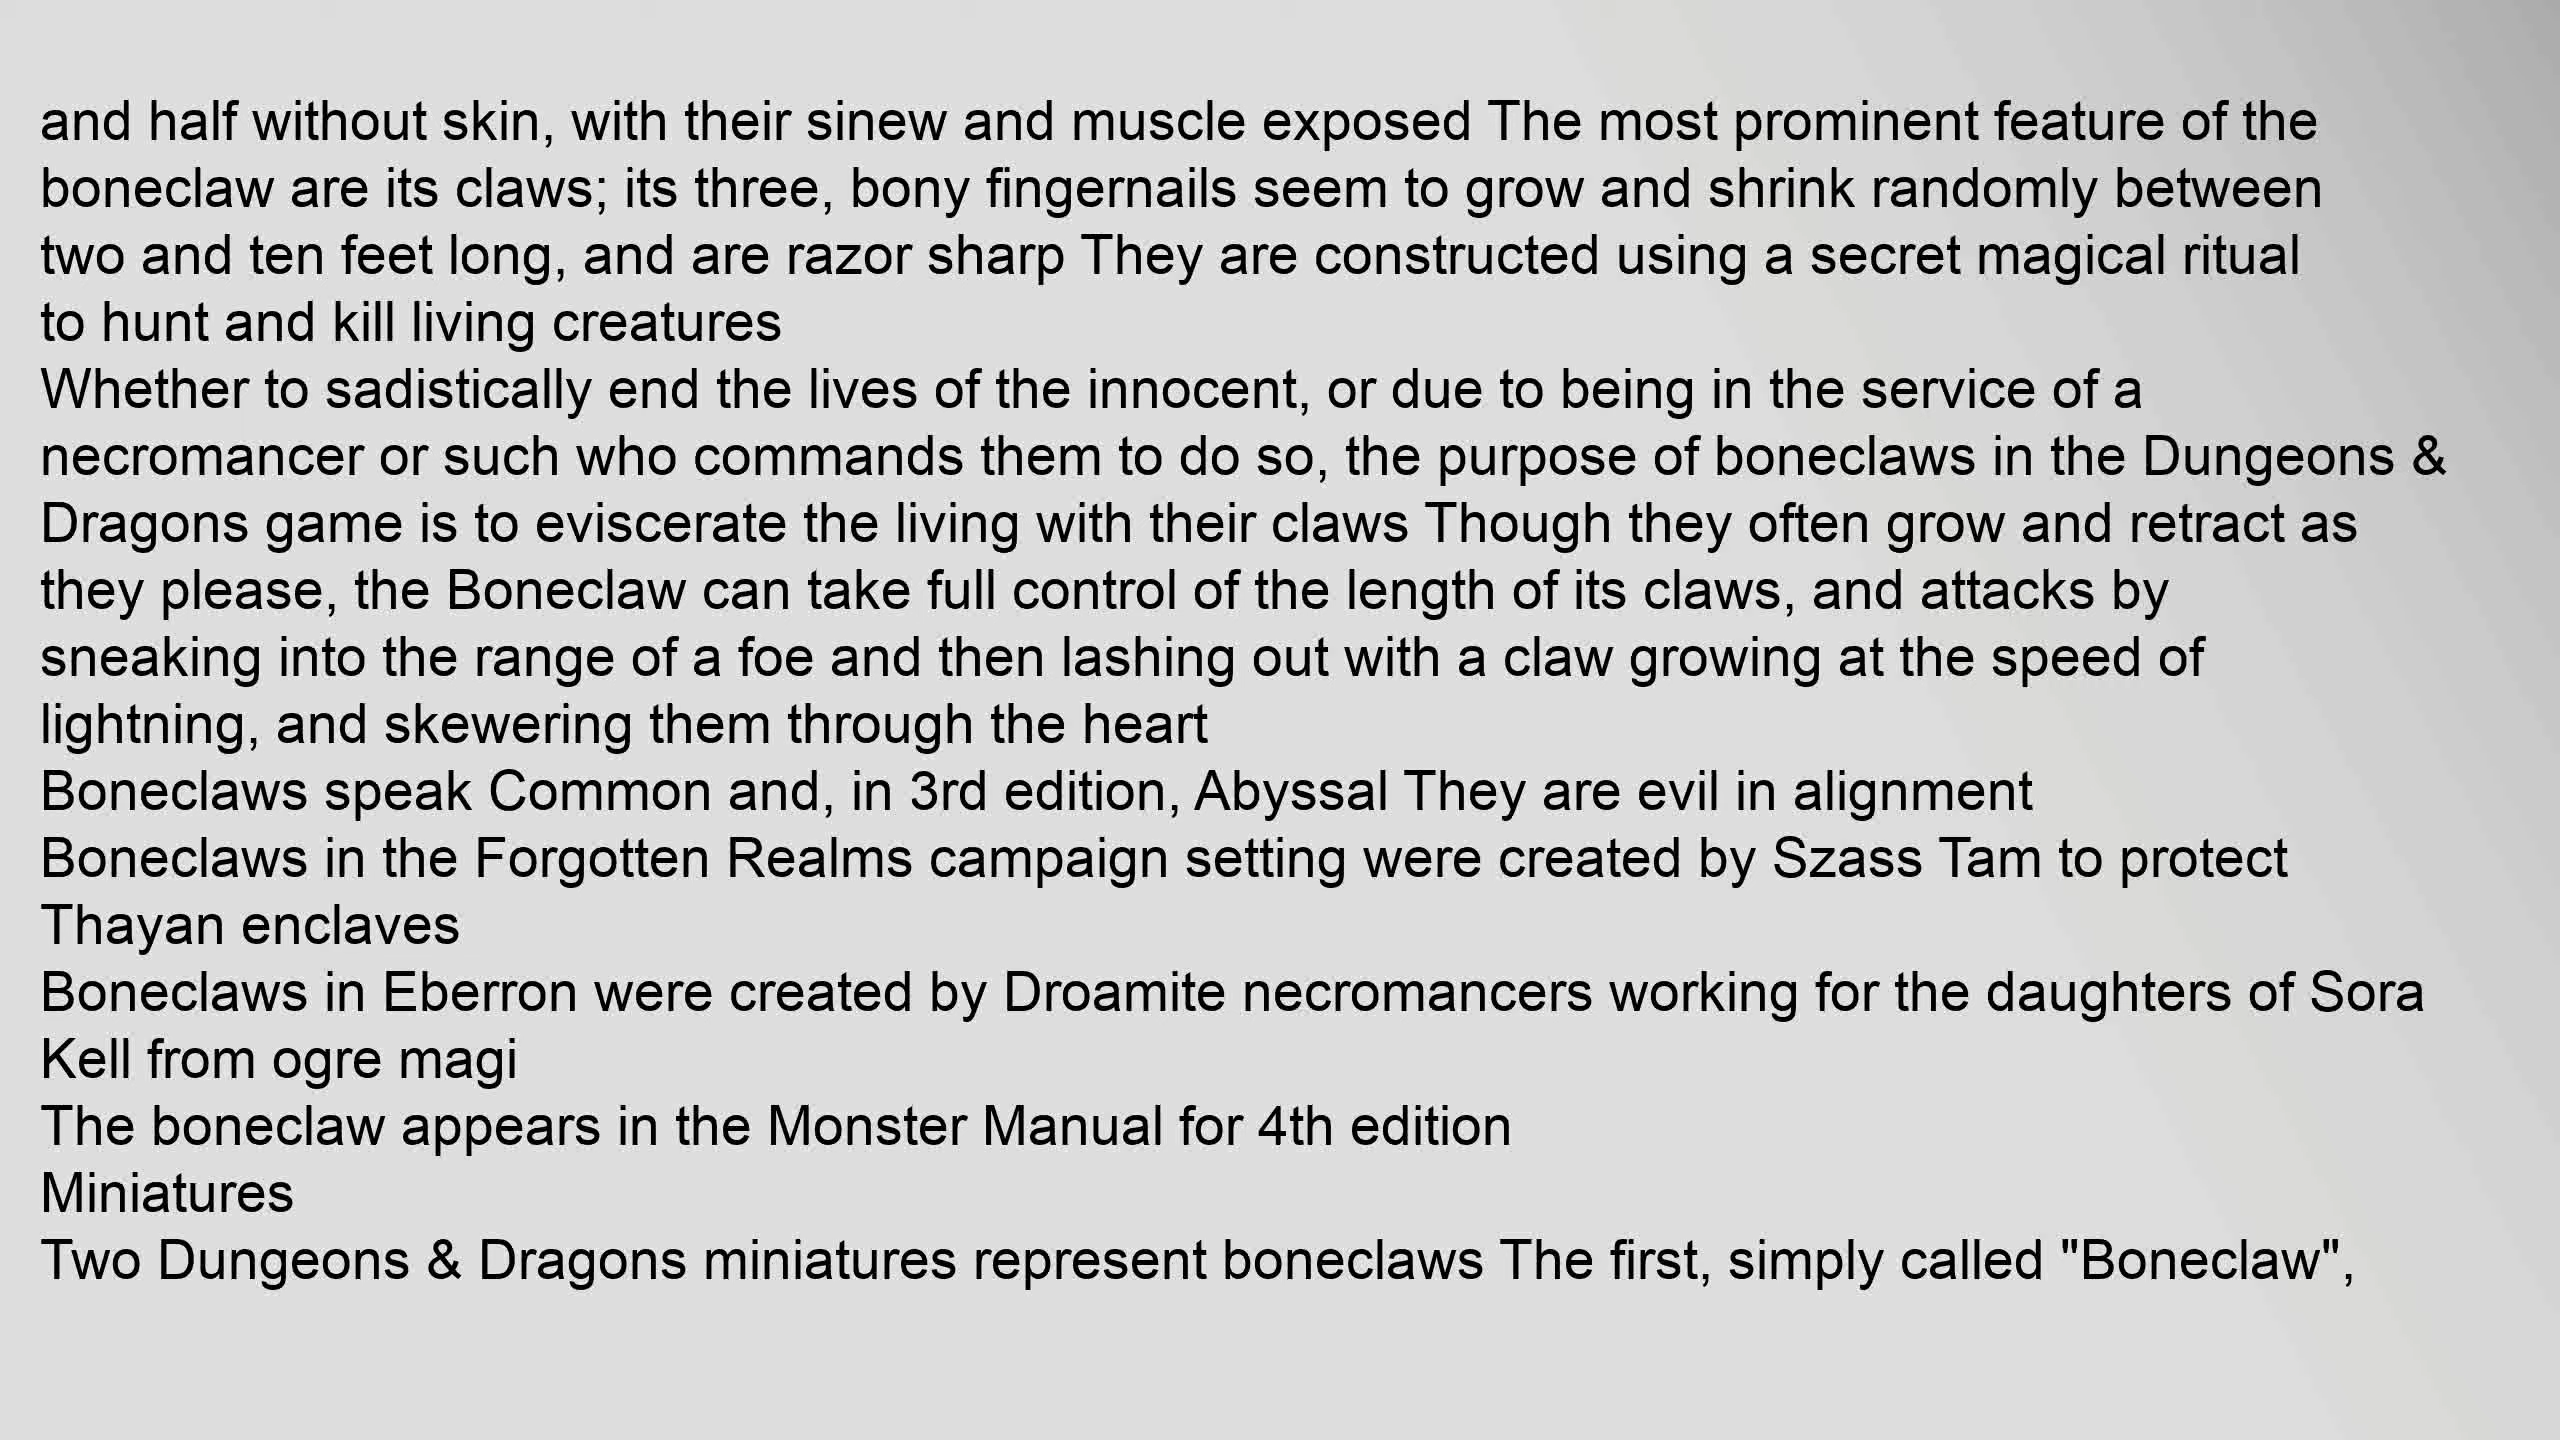 and half without skin, with their sinew and muscle exposed The most prominent feature of the
boneclaw are its claws; its three, bony fingernails seem to grow and shrink randomly between
two and ten feet long, and are razor sharp They are constructed using a secret magical ritual
to hunt and kill living creatures
Whether to sadistically end the lives of the innocent, or due to being in the service of a
necromancer or such who commands them to do so, the purpose of boneclaws in the Dungeons &
Dragons game is to eviscerate the living with their claws Though they often grow and retract as
they please, the Boneclaw can take full control of the length of its claws, and attacks by
sneaking into the range of a foe and then lashing out with a claw growing at the speed of
lightning, and skewering them through the heart
Boneclaws speak Common and, in 3rd edition, Abyssal They are evil in alignment
Boneclaws in the Forgotten Realms campaign setting were created by Szass Tam to protect
Thayan enclaves
Boneclaws in Eberron were created by Droamite necromancers working for the daughters of Sora
Kell from ogre magi
The boneclaw appears in the Monster Manual for 4th edition
Miniatures
Two Dungeons & Dragons miniatures represent boneclaws The first, simply called "Boneclaw",